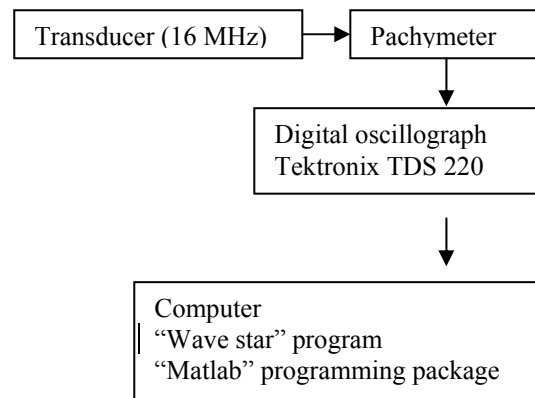 Transducer (16 MHz)
Pachymeter
Digital oscillograph
Tektronix TDS 220
Computer
“Wave star” program
“Matlab” programming package